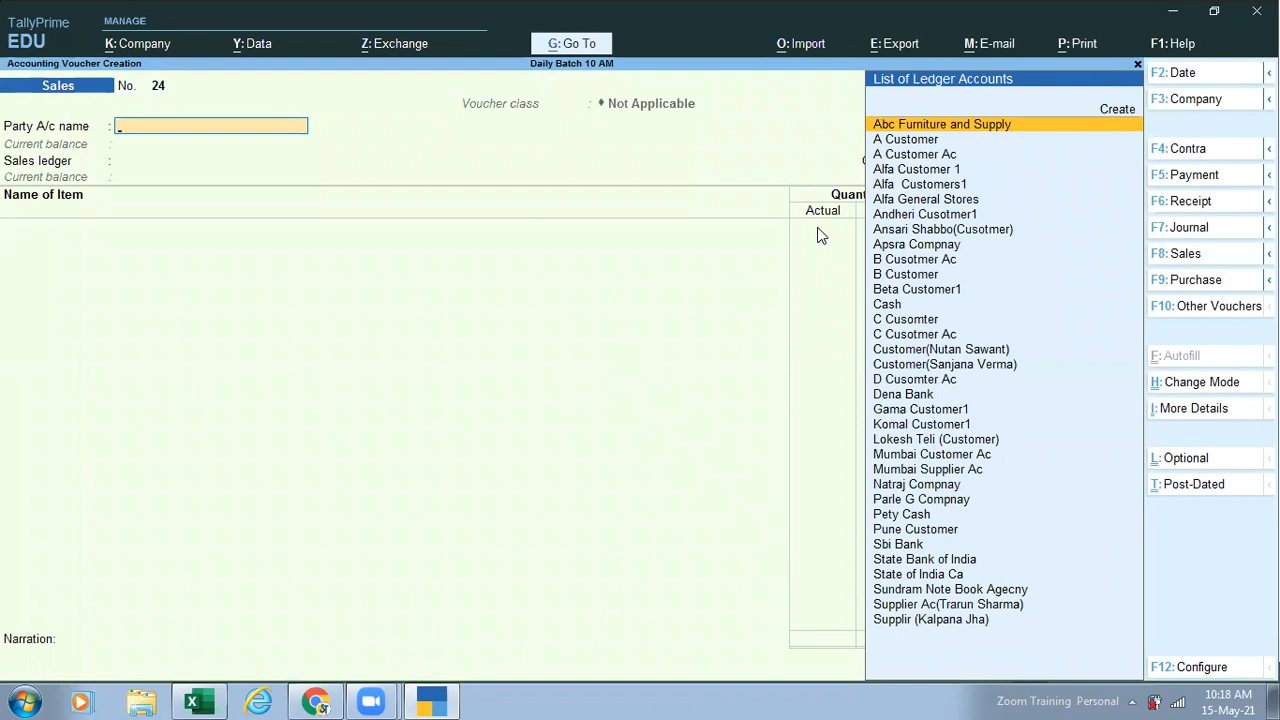 TallyPrime
EDU
MANAGE
K: Company
Y: Data
Z: Exchange
G: Go To
O: Import
E: Export
M: E-mail
P: Print
F1: Help
Accounting Voucher Creation
Daily Batch 10 AM
Sales
No. 24
Voucher class : ♦ Not Applicable
Party A/c name :
Current balance :
Sales ledger :
Current balance :
Name of Item
Quant
Actual
Narration:
List of Ledger Accounts
Create
Abc Furniture and Supply
A Customer
A Customer Ac
Alfa Customer 1
Alfa Customers1
Alfa General Stores
Andheri Cusotmer1
Ansari Shabbo(Cusotmer)
Apsra Compnay
B Cusotmer Ac
B Customer
Beta Customer1
Cash
C Cusomter
C Cusotmer Ac
Customer(Nutan Sawant)
Customer(Sanjana Verma)
D Cusomter Ac
Dena Bank
Gama Customer1
Komal Customer1
Lokesh Teli (Customer)
Mumbai Customer Ac
Mumbai Supplier Ac
Natraj Compnay
Parle G Compnay
Pety Cash
Pune Customer
Sbi Bank
State Bank of India
State of India Ca
Sundram Note Book Agecny
Supplier Ac(Trarun Sharma)
Supplir (Kalpana Jha)
F2: Date
F3: Company
F4: Contra
F5: Payment
F6: Receipt
F7: Journal
F8: Sales
F9: Purchase
F10: Other Vouchers
F: Autofill
H: Change Mode
I: More Details
L: Optional
T: Post-Dated
F12: Configure
Zoom Training Personal
10:18 AM
15-May-21